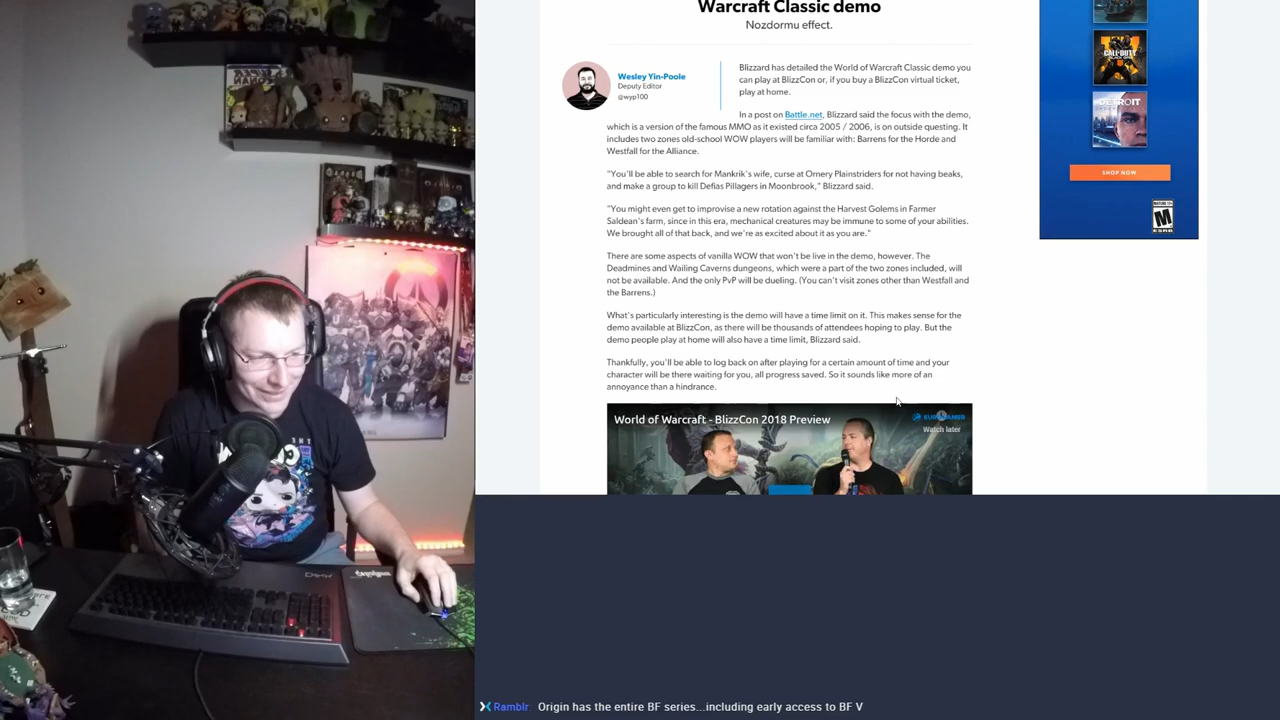 Warcraft Classic demo
Nozdormu effect.
Wesley Yin-Poole
Deputy Editor
@wyp100
Blizzard has detailed the World of Warcraft Classic demo you
can play at BlizzCon or, if you buy a BlizzCon virtual ticket,
play at home.
In a post on Battle.net, Blizzard said the focus with the demo,
which is a version of the famous MMO as it existed circa 2005 / 2006, is on outside questing. It
includes two zones old-school WOW players will be familiar with: Barrens for the Horde and
Westfall for the Alliance.
"You'll be able to search for Mankrik's wife, curse at Ornery Plainstriders for not having beaks,
and make a group to kill Defias Pillagers in Moonbrook," Blizzard said.
"You might even get to improvise a new rotation against the Harvest Golems in Farmer
Saldean's farm, since in this era, mechanical creatures may be immune to some of your abilities.
We brought all of that back, and we're as excited about it as you are."
There are some aspects of vanilla WOW that won't be live in the demo, however. The
Deadmines and Wailing Caverns dungeons, which were a part of the two zones included, will
not be available. And the only PvP will be dueling. (You can't visit zones other than Westfall and
the Barrens.)
What's particularly interesting is the demo will have a time limit on it. This makes sense for the
demo available at BlizzCon, as there will be thousands of attendees hoping to play. But the
demo people play at home will also have a time limit, Blizzard said.
Thankfully, you'll be able to log back on after playing for a certain amount of time and your
character will be there waiting for you, all progress saved. So it sounds like more of an
annoyance than a hindrance.
World of Warcraft - BlizzCon 2018 Preview
EUROGAMER
Watch later
CALL·DUTY
DETROIT
SHOP NOW
MATURE 17+
M
ESRB
Ramblr Origin has the entire BF series...including early access to BF V